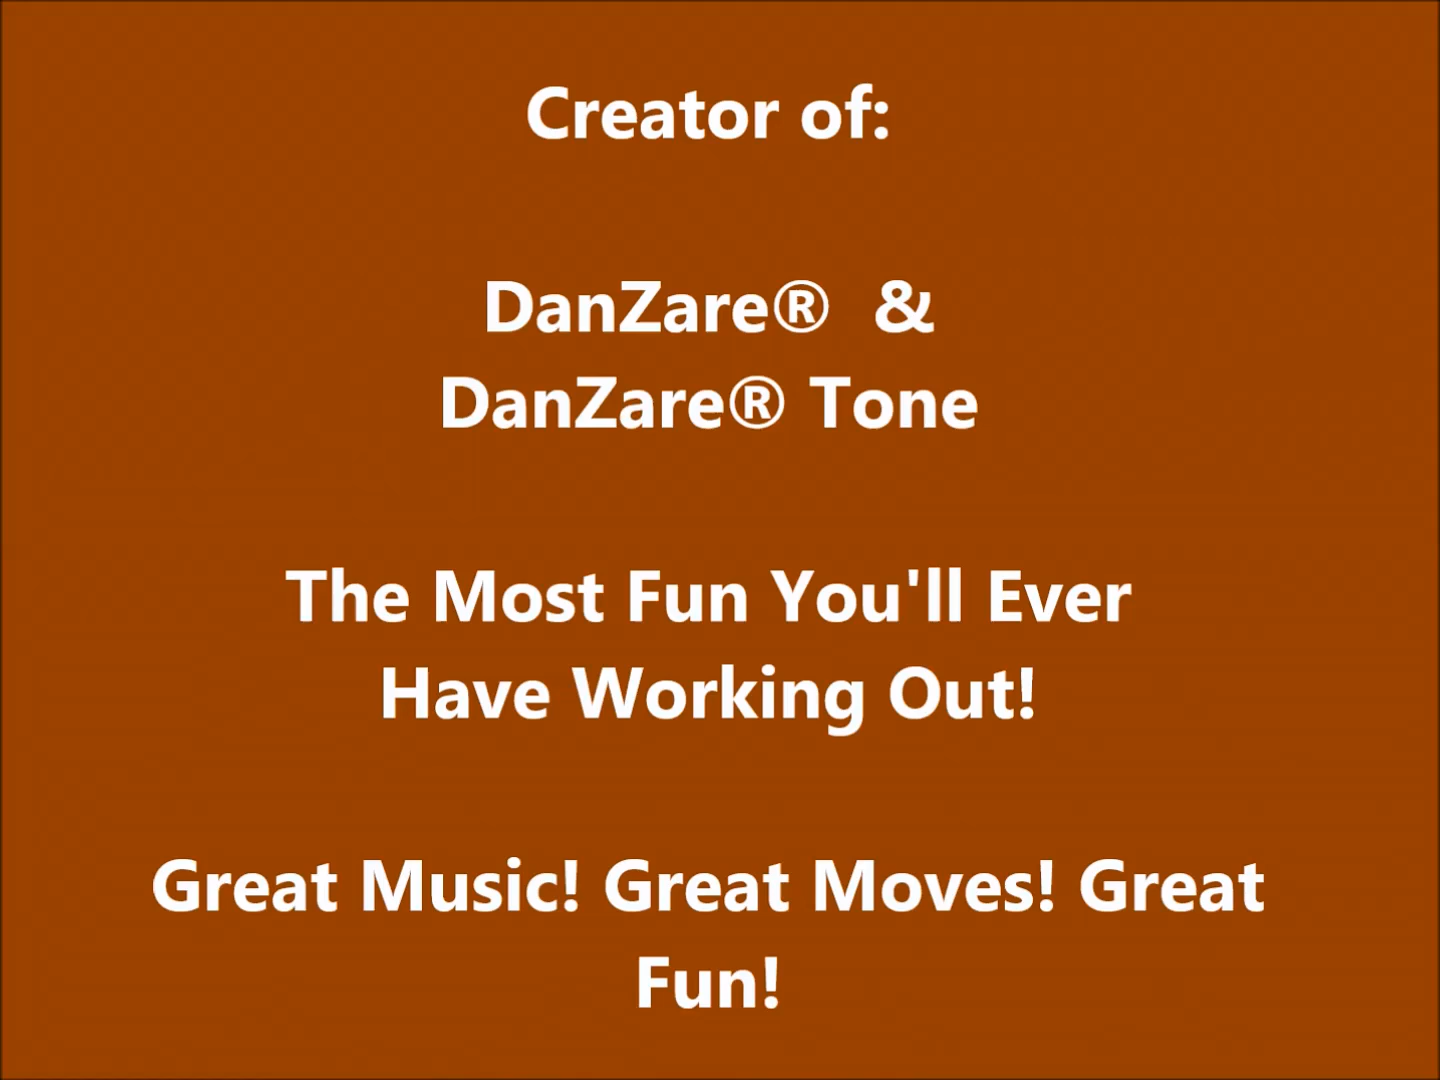 Creator of:
DanZare® &
DanZare® Tone
The Most Fun You'll Ever
Have Working Out!
Great Music! Great Moves! Great
Fun!